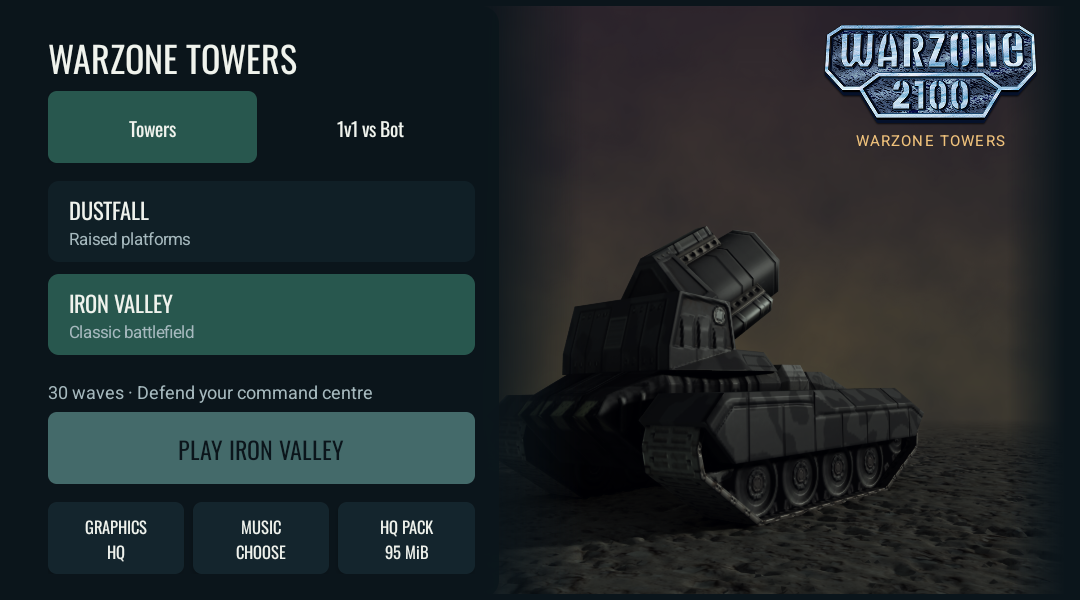 WARZONE TOWERS
Towers
1v1 vs Bot
DUSTFALL
Raised platforms
IRON VALLEY
Classic battlefield
30 waves · Defend your command centre
PLAY IRON VALLEY
GRAPHICS
HQ
MUSIC
CHOOSE
HQ PACK
95 MiB
WARZONE
2100
WARZONE TOWERS